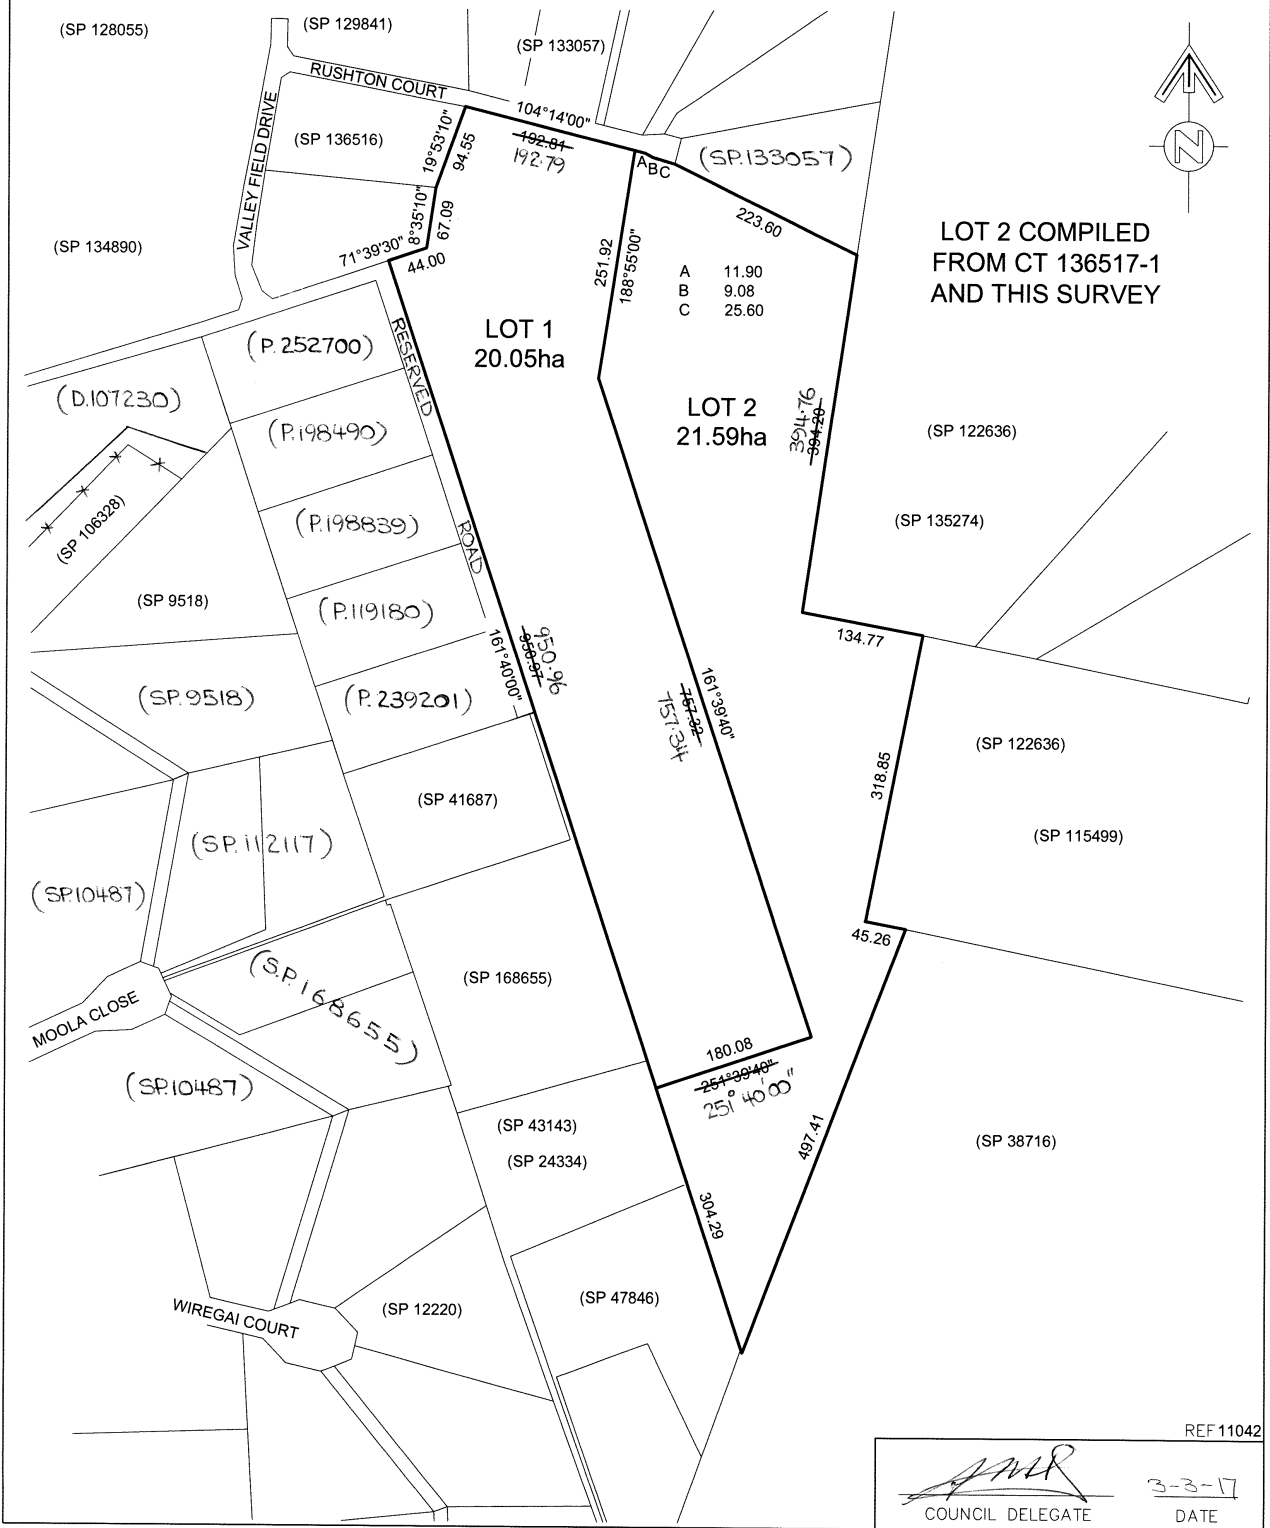 (SP 128055)
(SP 129841)
(SP 133057)
RUSHTON COURT
104°14'00"
192.81
192.79
(SP 136516)
19°53'10"
94.55
VALLEY FIELD DRIVE
A
B
C
(SP.133057)
N
223.60
8°35'10"
67.09
(SP 134890)
71°39'30"
44.00
251.92
188°55'00"
A 11.90
B 9.08
C 25.60
LOT 2 COMPILED
FROM CT 136517-1
AND THIS SURVEY
LOT 1
20.05ha
(P.252700)
RESERVED
(D.107230)
LOT 2
21.59ha
394.76
394.20
(SP 122636)
(P.198490)
(SP 106328)
(P.198839)
ROAD
(SP 135274)
(SP 9518)
(P.119180)
134.77
161°40'00"
950.97
950.96
161°39'40"
757.32
757.34
(SP.9518)
(P.239201)
(SP 122636)
318.85
(SP 41687)
(SP.112117)
(SP 115499)
(SP.10487)
45.26
(SP 168655)
(S.P.168655)
MOOLA CLOSE
180.08
251°39'40"
251°40'00"
(SP.10487)
(SP 43143)
(SP 24334)
497.41
(SP 38716)
304.29
WIREGAI COURT
(SP 12220)
(SP 47846)
REF 11042
3-3-17
COUNCIL DELEGATE
DATE